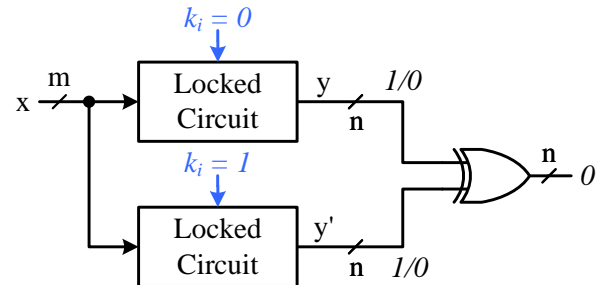 k_i = 0
m
x
Locked
Circuit
y
n
1/0
k_i = 1
n
0
Locked
Circuit
y'
n
1/0